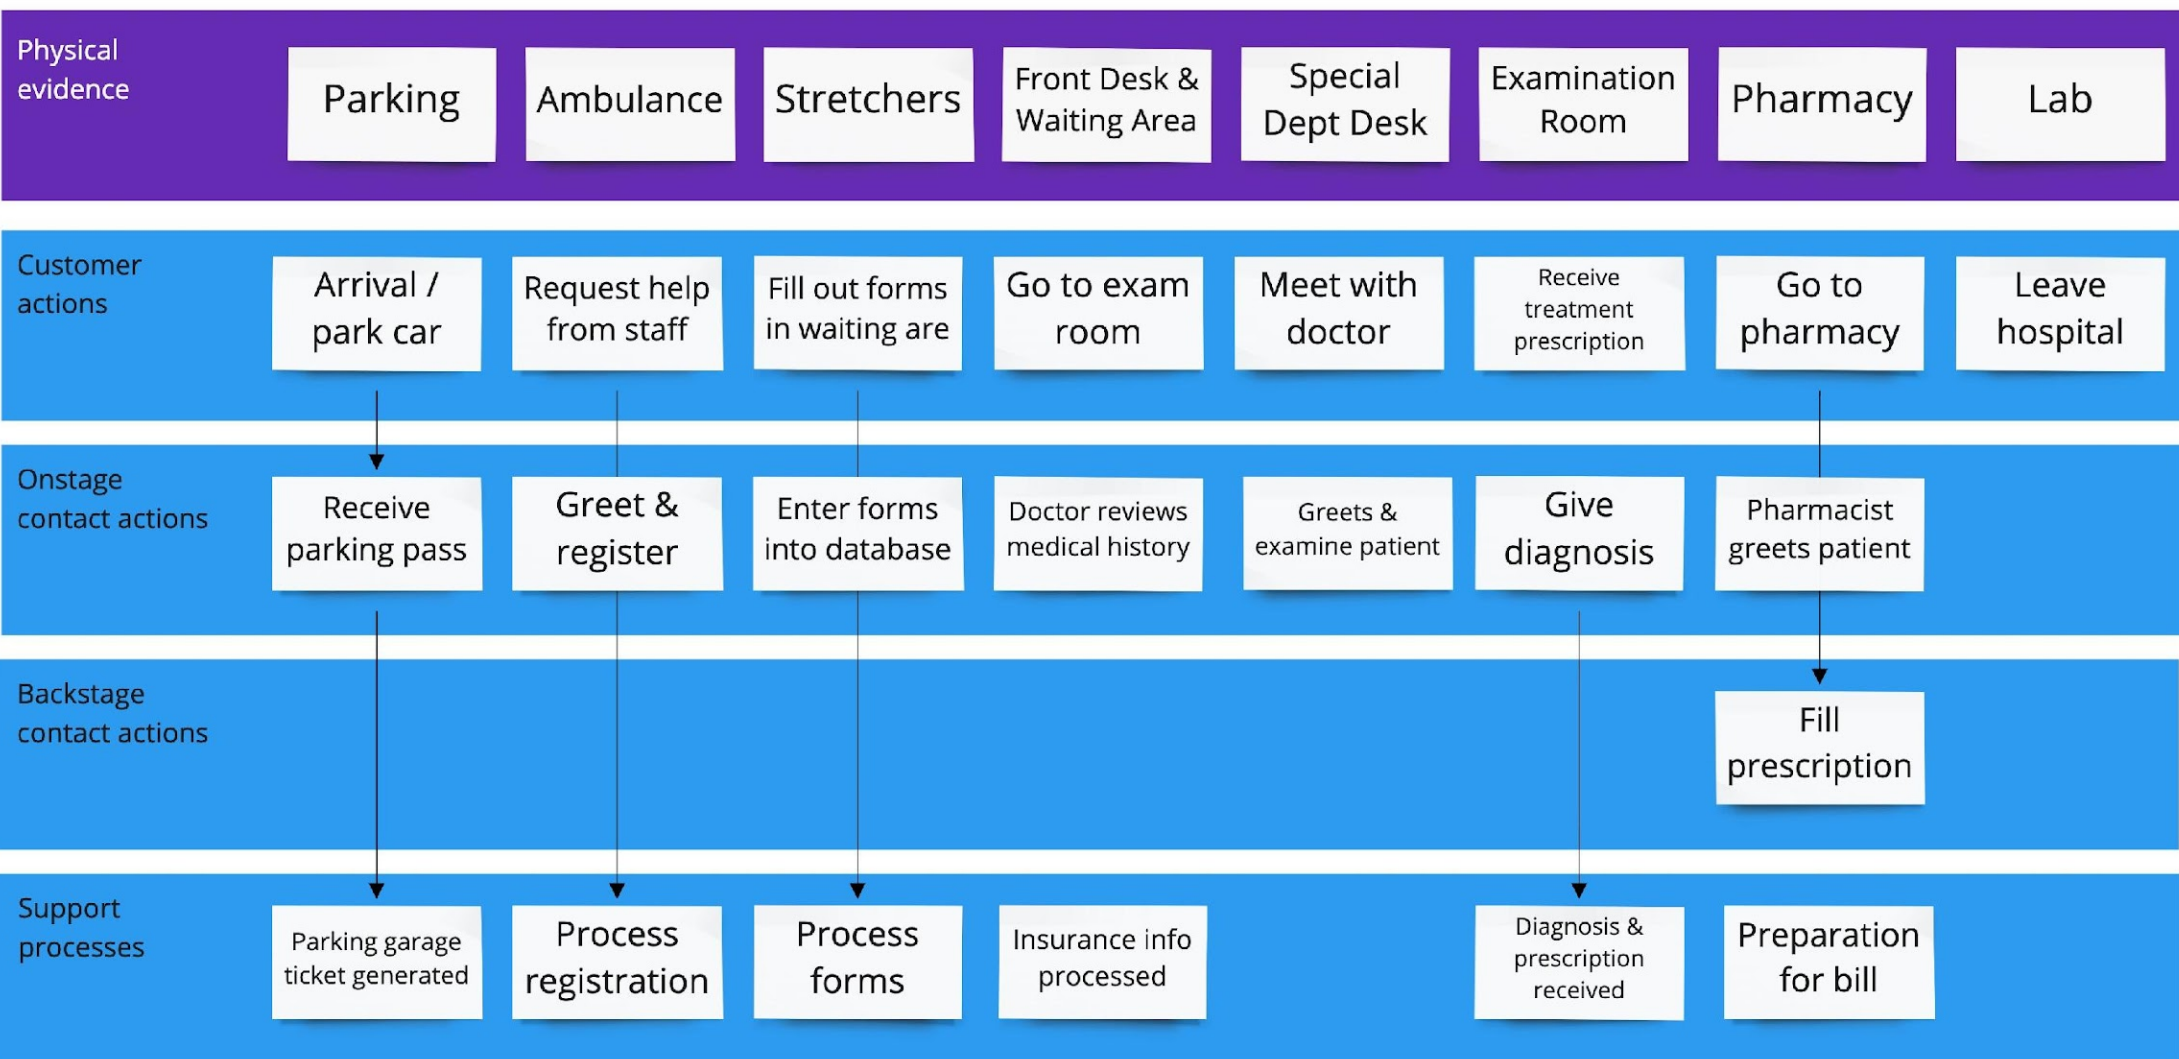 Physical
evidence
Parking
Ambulance
Stretchers
Front Desk &
Waiting Area
Special
Dept Desk
Examination
Room
Pharmacy
Lab
Customer
actions
Arrival /
park car
Request help
from staff
Fill out forms
in waiting are
Go to exam
room
Meet with
doctor
Receive
treatment
prescription
Go to
pharmacy
Leave
hospital
Onstage
contact actions
Receive
parking pass
Greet &
register
Enter forms
into database
Doctor reviews
medical history
Greets &
examine patient
Give
diagnosis
Pharmacist
greets patient
Backstage
contact actions
Fill
prescription
Support
processes
Parking garage
ticket generated
Process
registration
Process
forms
Insurance info
processed
Diagnosis &
prescription
received
Preparation
for bill